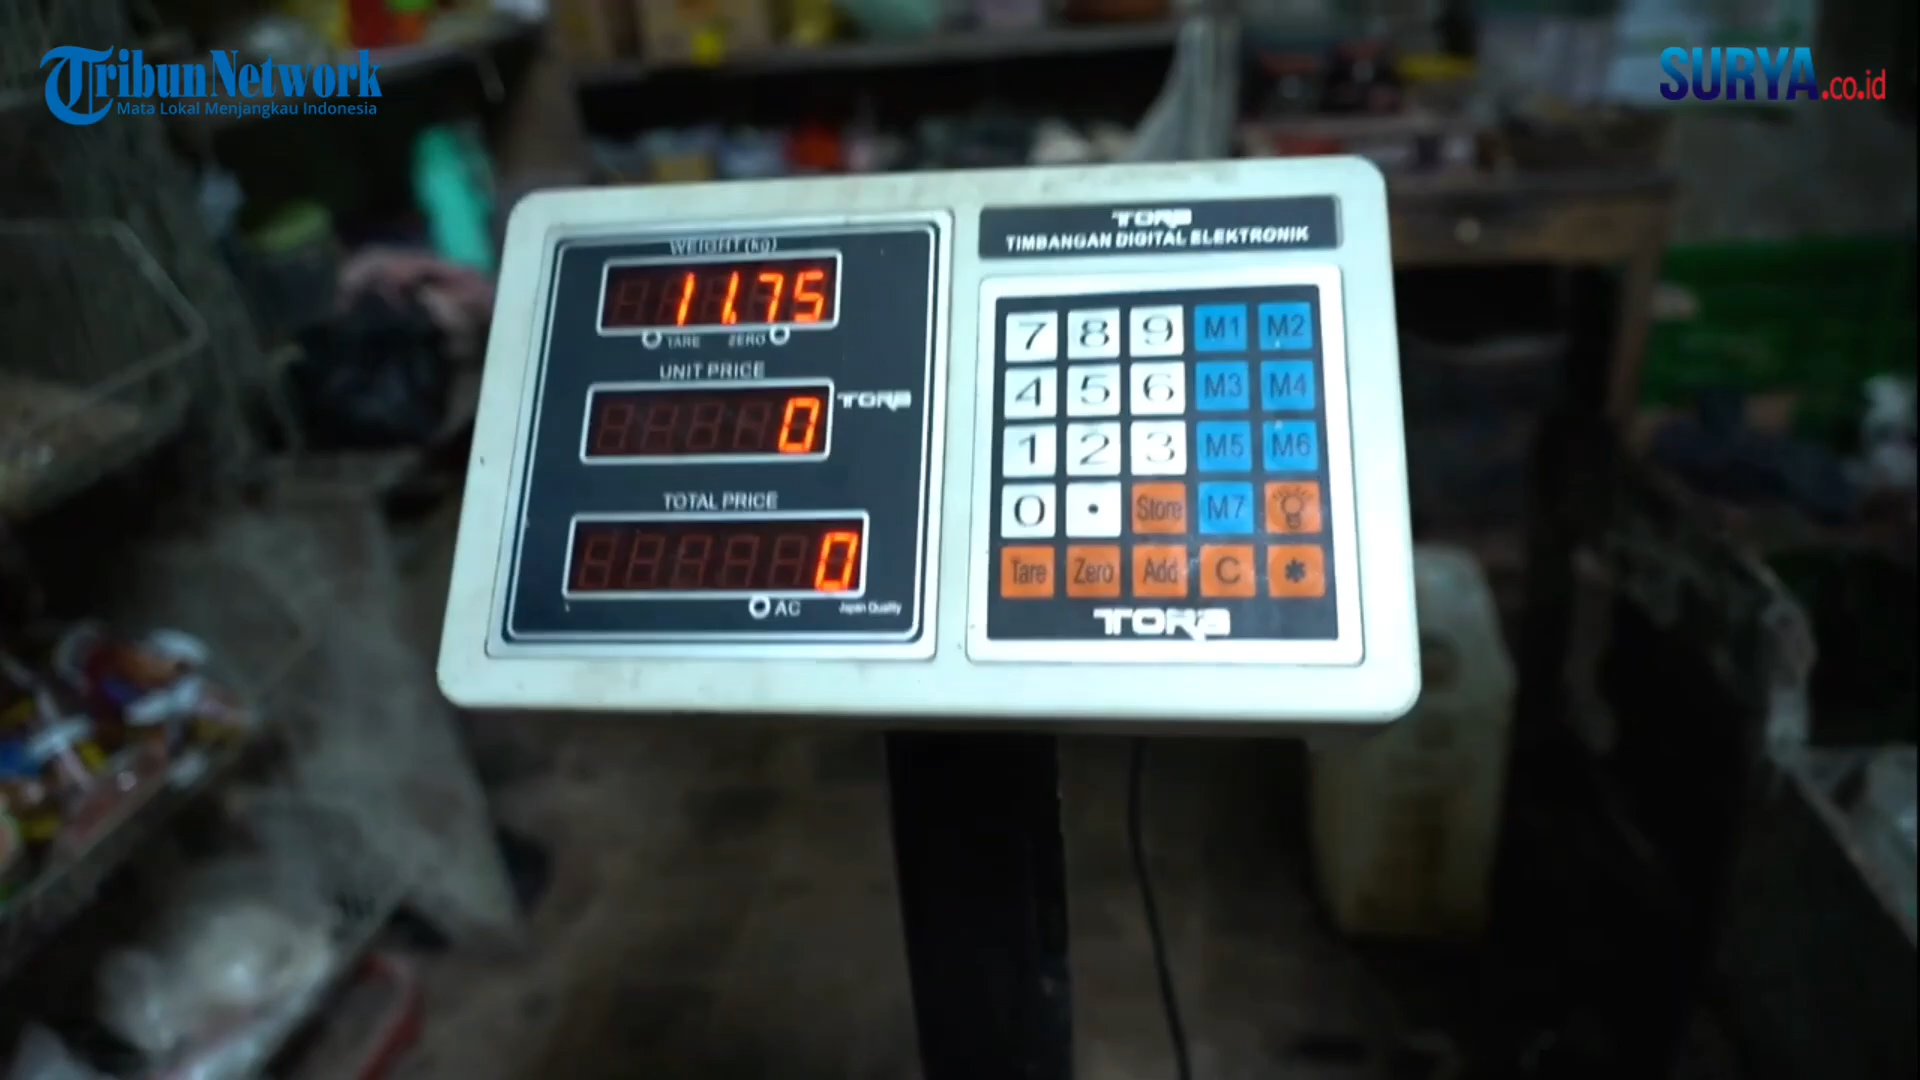 TribunNetwork
Mata Lokal Menjangkau Indonesia
SURYA.co.id
WEIGHT (kg)
11.75
TARE ZERO
UNIT PRICE
0
TORA
TOTAL PRICE
0
AC
Japan Quality
TORA
TIMBANGAN DIGITAL ELEKTRONIK
7 8 9 M1 M2
4 5 6 M3 M4
1 2 3 M5 M6
0 . Store M7
Tare Zero Add C *
TORA